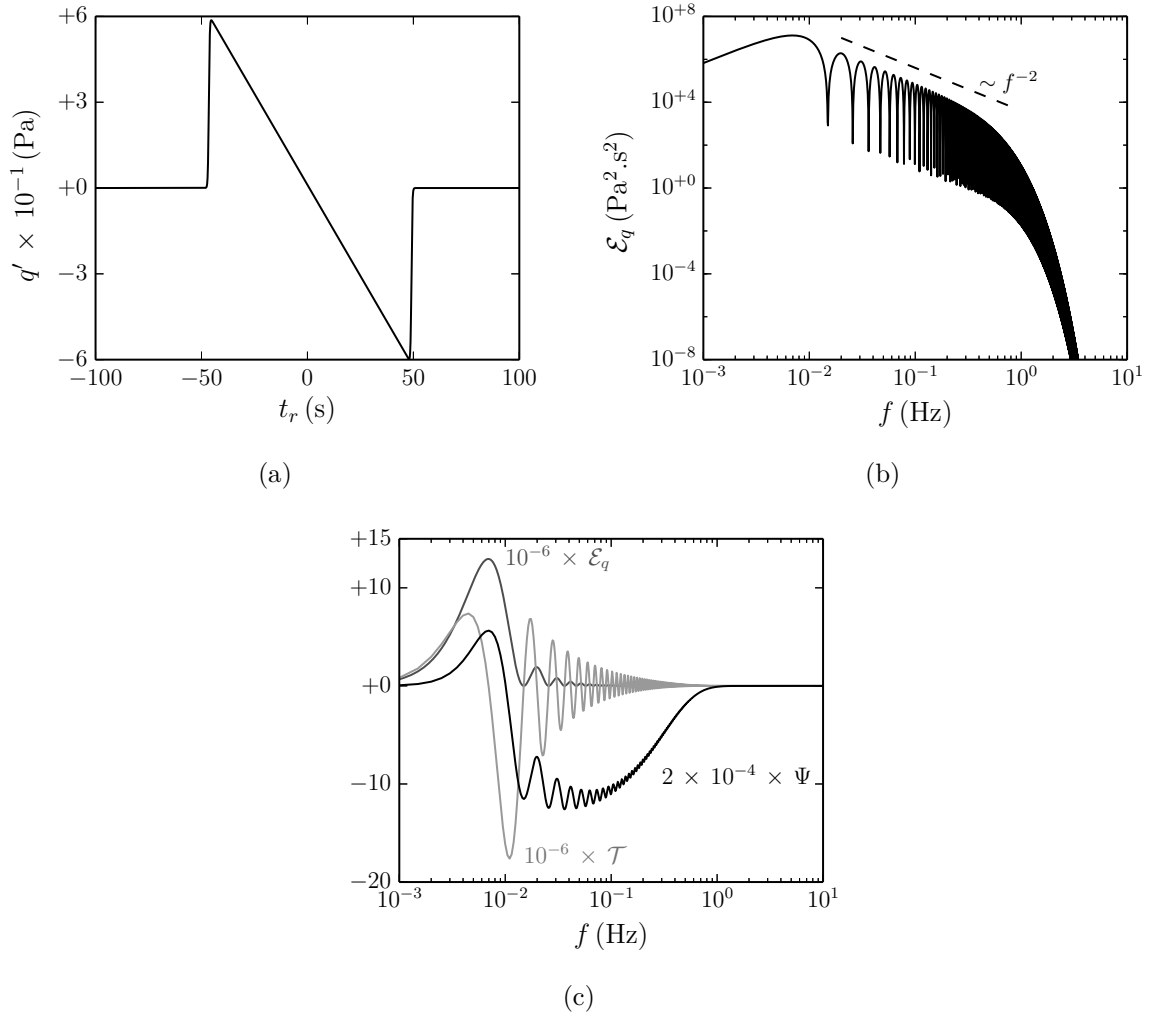 +6
+3
+0
−3
−6
q′ × 10⁻¹ (Pa)
−100 −50 0 50 100
t_r (s)
(a)
10⁺⁸
10⁺⁴
10⁺⁰
10⁻⁴
10⁻⁸
ℰ_q (Pa².s²)
∼ f⁻²
10⁻³ 10⁻² 10⁻¹ 10⁰ 10¹
f (Hz)
(b)
+15
+10
+0
−10
−20
10⁻⁶ × ℰ_q
2 × 10⁻⁴ × Ψ
10⁻⁶ × 𝒯
10⁻³ 10⁻² 10⁻¹ 10⁰ 10¹
f (Hz)
(c)